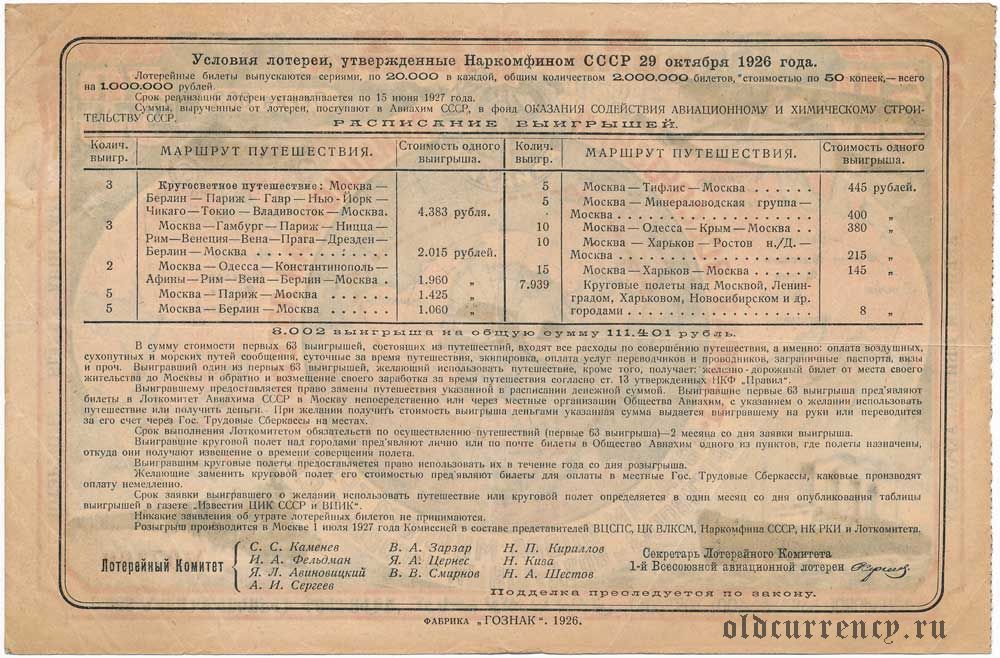 Условия лотереи, утвержденные Наркомфином СССР 29 октября 1926 года.
Лотерейные билеты выпускаются сериями, по 20.000 в каждой, общим количеством 2.000.000 билетов, стоимостью по 50 копеек,—всего
на 1.000.000 рублей.
Срок реализации лотереи устанавливается по 15 июня 1927 года.
Суммы, вырученные от лотереи, поступают в Авиахим СССР, в фонд ОКАЗАНИЯ СОДЕЙСТВИЯ АВИАЦИОННОМУ И ХИМИЧЕСКОМУ СТРОИ-
ТЕЛЬСТВУ СССР.
РАСПИСАНИЕ ВЫИГРЫШЕЙ.
Колич. выигр. МАРШРУТ ПУТЕШЕСТВИЯ. Стоимость одного выигрыша.
3 Кругосветное путешествие: Москва—
Берлин — Париж — Гавр — Нью-Йорк —
Чикаго—Токио—Владивосток—Москва. 4.383 рубля.
3 Москва—Гамбург—Париж—Ницца—
Рим—Венеция—Вена—Прага—Дрезден—
Берлин—Москва . . . . . . . . 2.015 рублей.
2 Москва—Одесса—Константинополь—
Афины—Рим—Вена—Берлин—Москва . 1.960 „
5 Москва—Париж—Москва . . . . . . 1.425 „
5 Москва—Берлин—Москва . . . . . . 1.060 „
Колич. выигр. МАРШРУТ ПУТЕШЕСТВИЯ. Стоимость одного выигрыша.
5 Москва—Тифлис—Москва . . . . . . 445 рублей.
5 Москва—Минераловодская группа—
Москва . . . . . . . . . . . . . . . . 400 „
10 Москва—Одесса—Крым—Москва . . 380 „
10 Москва — Харьков — Ростов н./Д.—
Москва . . . . . . . . . . . . . . . . 215 „
15 Москва—Харьков—Москва . . . . . . 145 „
7.939 Круговые полеты над Москвой, Ленин-
градом, Харьковом, Новосибирском и др.
городами . . . . . . . . . . . . . . . 8 „
8.002 выигрыша на общую сумму 111.401 рубль.
В сумму стоимости первых 63 выигрышей, состоящих из путешествий, входят все расходы по совершению путешествия, а именно: оплата воздушных,
сухопутных и морских путей сообщения, суточные за время путешествия, экипировка, оплата услуг переводчиков и проводников, заграничные паспорта, визы
и проч. Выигравший один из первых 63 выигрышей, желающий использовать путешествие, кроме того, получает: железно-дорожный билет от места своего
жительства до Москвы и обратно и возмещение своего заработка за время путешествия согласно ст. 13 утвержденных НКФ „Правил“.
Выигравшему предоставляется право замены путешествия указанной в расписании денежной суммой. Выигравшие первые 63 выигрыша пред'являют
билеты в Лоткомитет Авиахима СССР в Москву непосредственно или через местные организации Общества Авиахим, с указанием о желании использовать
путешествие или получить деньги. При желании получить стоимость выигрыша деньгами указанная сумма выдается выигравшему на руки или переводится
за его счет через Гос. Трудовые Сберкассы на местах.
Срок выполнения Лоткомитетом обязательств по осуществлению путешествий (первые 63 выигрыша)—2 месяца со дня заявки выигрыша.
Выигравшие круговой полет над городами пред'являют лично или по почте билеты в Общество Авиахим одного из пунктов, где полеты назначены,
откуда они получают извещение о времени совершения полета.
Выигравшим круговые полеты предоставляется право использовать их в течение года со дня розыгрыша.
Желающие заменить круговой полет его стоимостью пред'являют билеты для оплаты в местные Гос. Трудовые Сберкассы, каковые производят
оплату немедленно.
Срок заявки выигравшего о желании использовать путешествие или круговой полет определяется в один месяц со дня опубликования таблицы
выигрышей в газете „Известия ЦИК СССР и ВЦИК“.
Никакие заявления об утрате лотерейных билетов не принимаются.
Розыгрыш производится в Москве 1 июля 1927 года Комиссией в составе представителей ВЦСПС, ЦК ВЛКСМ, Наркомфина СССР, НК РКИ и Лоткомитета.
Лотерейный Комитет
С. С. Каменев В. А. Зарзар Н. П. Кириллов
И. А. Фельдман Я. А. Цернес Н. Кива
Я. Л. Авиновицкий В. В. Смирнов Н. А. Шестов
А. И. Сергеев
Секретарь Лотерейного Комитета
1-й Всесоюзной авиационной лотереи
Подделка преследуется по закону.
ФАБРИКА „ГОЗНАК“. 1926.
oldcurrency.ru